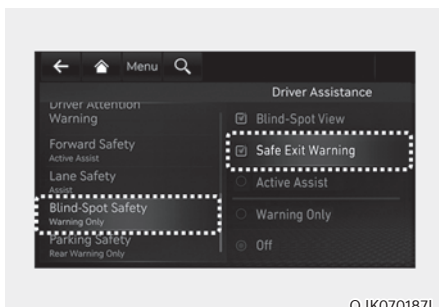 Menu
Driver Assistance
Driver Attention
Warning
Forward Safety
Active Assist
Lane Safety
Assist
Blind-Spot Safety
Warning Only
Parking Safety
Rear Warning Only
Blind-Spot View
Safe Exit Warning
Active Assist
Warning Only
Off